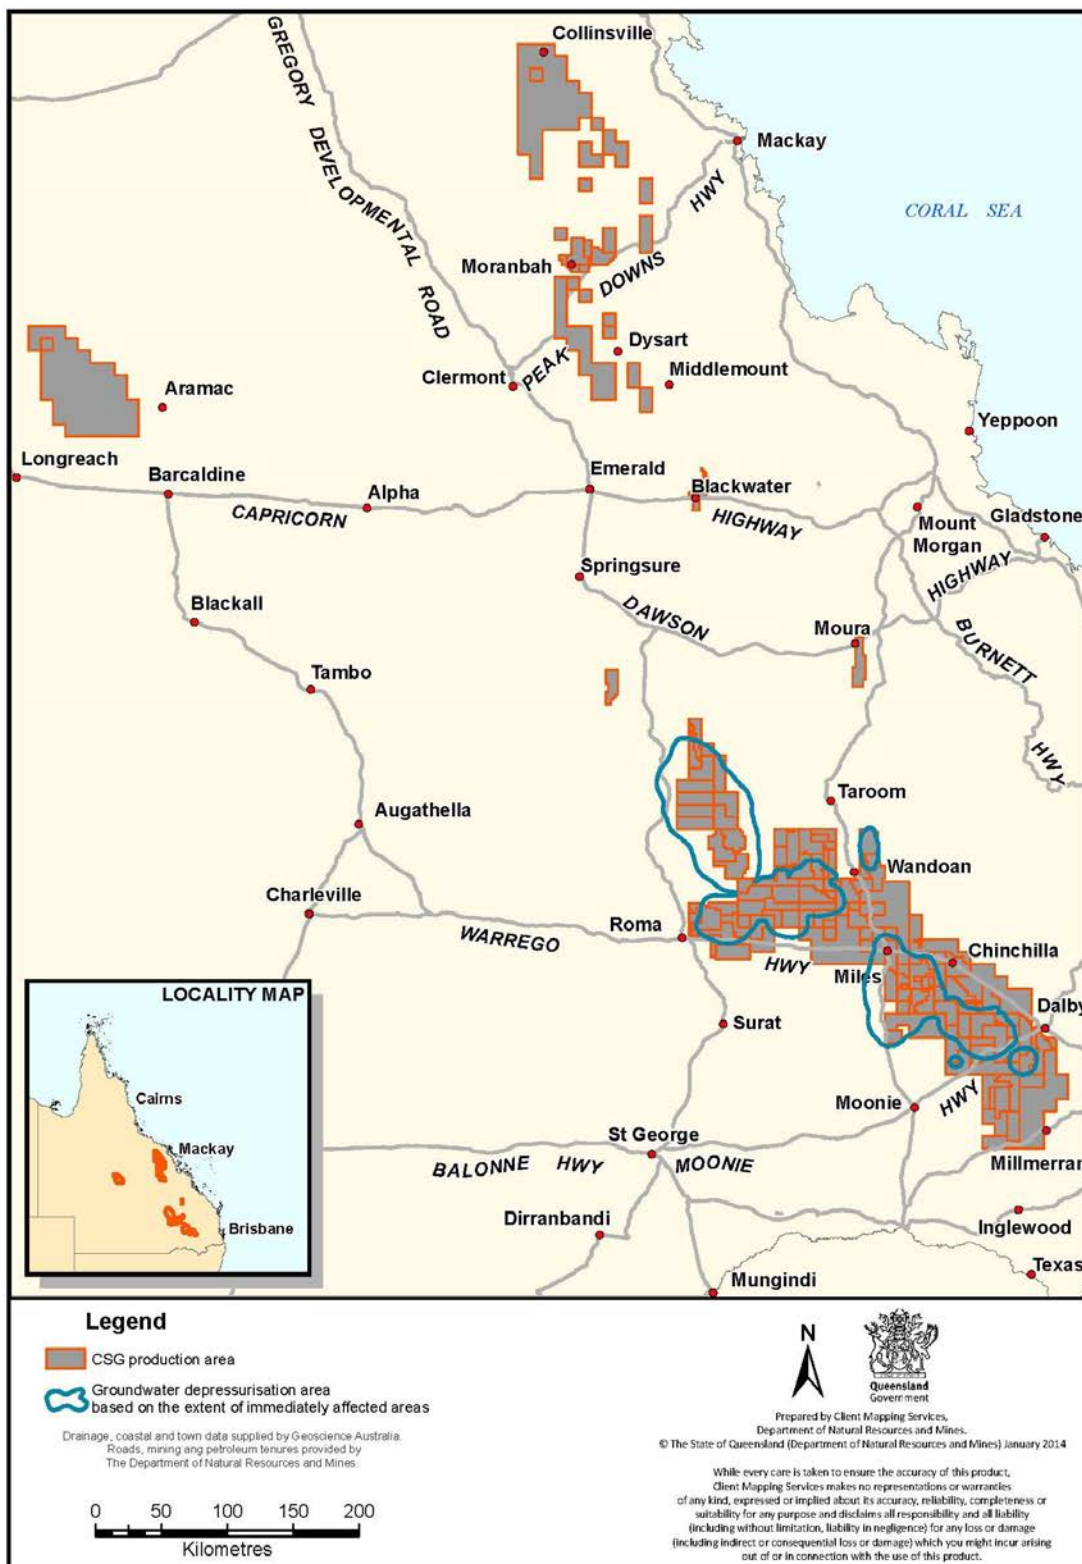 Collinsville
GREGORY DEVELOPMENTAL ROAD
Mackay
HWY
CORAL SEA
Moranbah
DOWNS
Dysart
PEAK
Clermont
Middlemount
Aramac
Yeppoon
Longreach
Barcaldine
Emerald
Alpha
Blackwater
CAPRICORN
HIGHWAY
Mount
Morgan
Gladstone
HIGHWAY
Springsure
Blackall
DAWSON
Moura
BURNETT
HWY
Tambo
Taroom
Augathella
Wandoan
Charleville
Roma
WARREGO
HWY
Chinchilla
Miles
Dalby
Surat
LOCALITY MAP
Cairns
Mackay
Brisbane
Moonie
HWY
St George
BALONNE HWY
MOONIE
Millmerran
Dirranbandi
Inglewood
Texas
Mungindi
Legend
CSG production area
Groundwater depressurisation area
based on the extent of immediately affected areas
Drainage, coastal and town data supplied by Geoscience Australia.
Roads, mining ang petroleum tenures provided by
The Department of Natural Resources and Mines.
0 50 100 150 200
Kilometres
N
Queensland
Government
Prepared by Client Mapping Services,
Department of Natural Resources and Mines.
© The State of Queensland (Department of Natural Resources and Mines) January 2014
While every care is taken to ensure the accuracy of this product,
Client Mapping Services makes no representations or warranties
of any kind, expressed or implied about its accuracy, reliability, completeness or
suitability for any purpose and disclaims all responsibility and all liability
(including without limitation, liability in negligence) for any loss or damage
(including indirect or consequential loss or damage) which you might incur arising
out of or in connection with the use of this product.